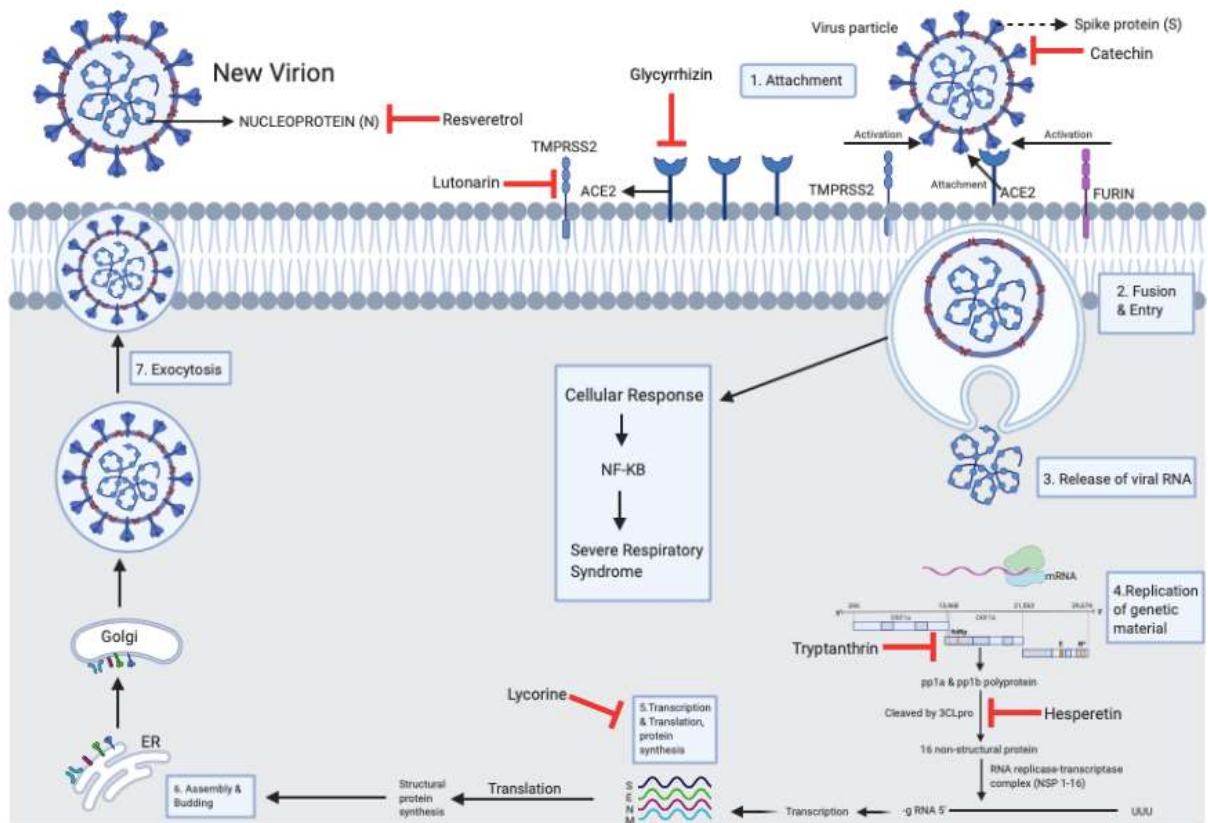 Virus particle
Spike protein (S)
Catechin
New Virion
Glycyrrhizin
1. Attachment
NUCLEOPROTEIN (N)
Resveretrol
Activation
Activation
TMPRSS2
Lutonarin
ACE2
TMPRSS2
Attachment
ACE2
FURIN
2. Fusion
& Entry
7. Exocytosis
Cellular Response
NF-KB
Severe Respiratory
Syndrome
3. Release of viral RNA
mRNA
4.Replication
of genetic
material
21,563
5'
3'
Tryptanthrin
pp1a & pp1b polyprotein
Cleaved by 3CLpro
Hesperetin
16 non-structural protein
RNA replicase-transcriptase
complex (NSP 1-16)
Golgi
Lycorine
5.Transcription
& Translation,
protein
synthesis
ER
6. Assembly &
Budding
Structural
protein
synthesis
Translation
S
E
N
M
Transcription
-g RNA 5'
UUU